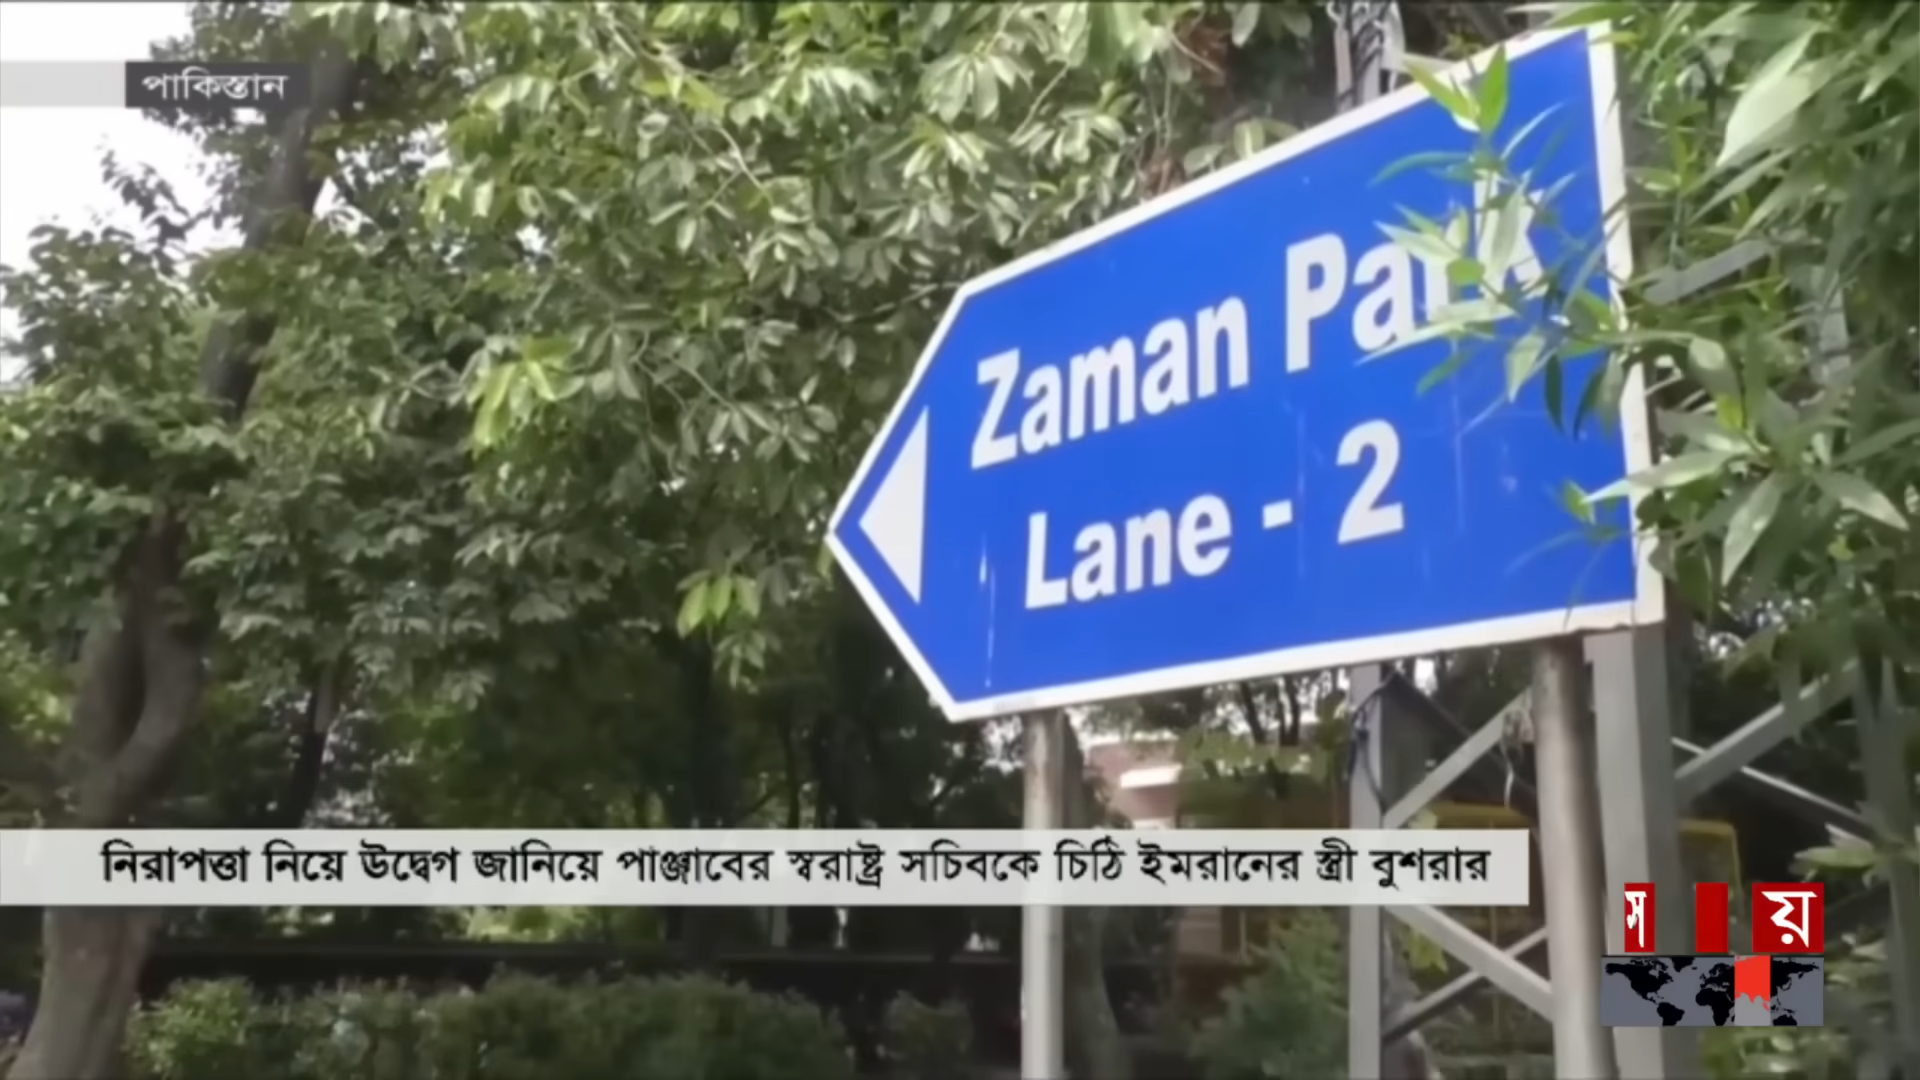 পাকিস্তান
Zaman Park
Lane - 2
নিরাপত্তা নিয়ে উদ্বেগ জানিয়ে পাঞ্জাবের স্বরাষ্ট্র সচিবকে চিঠি ইমরানের স্ত্রী বুশরার
স য়